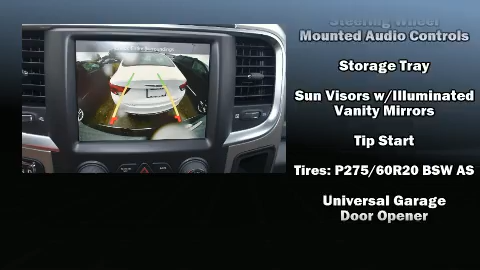 Steering Wheel
Mounted Audio Controls
Storage Tray
Sun Visors w/Illuminated
Vanity Mirrors
Tip Start
Tires: P275/60R20 BSW AS
Universal Garage
Door Opener